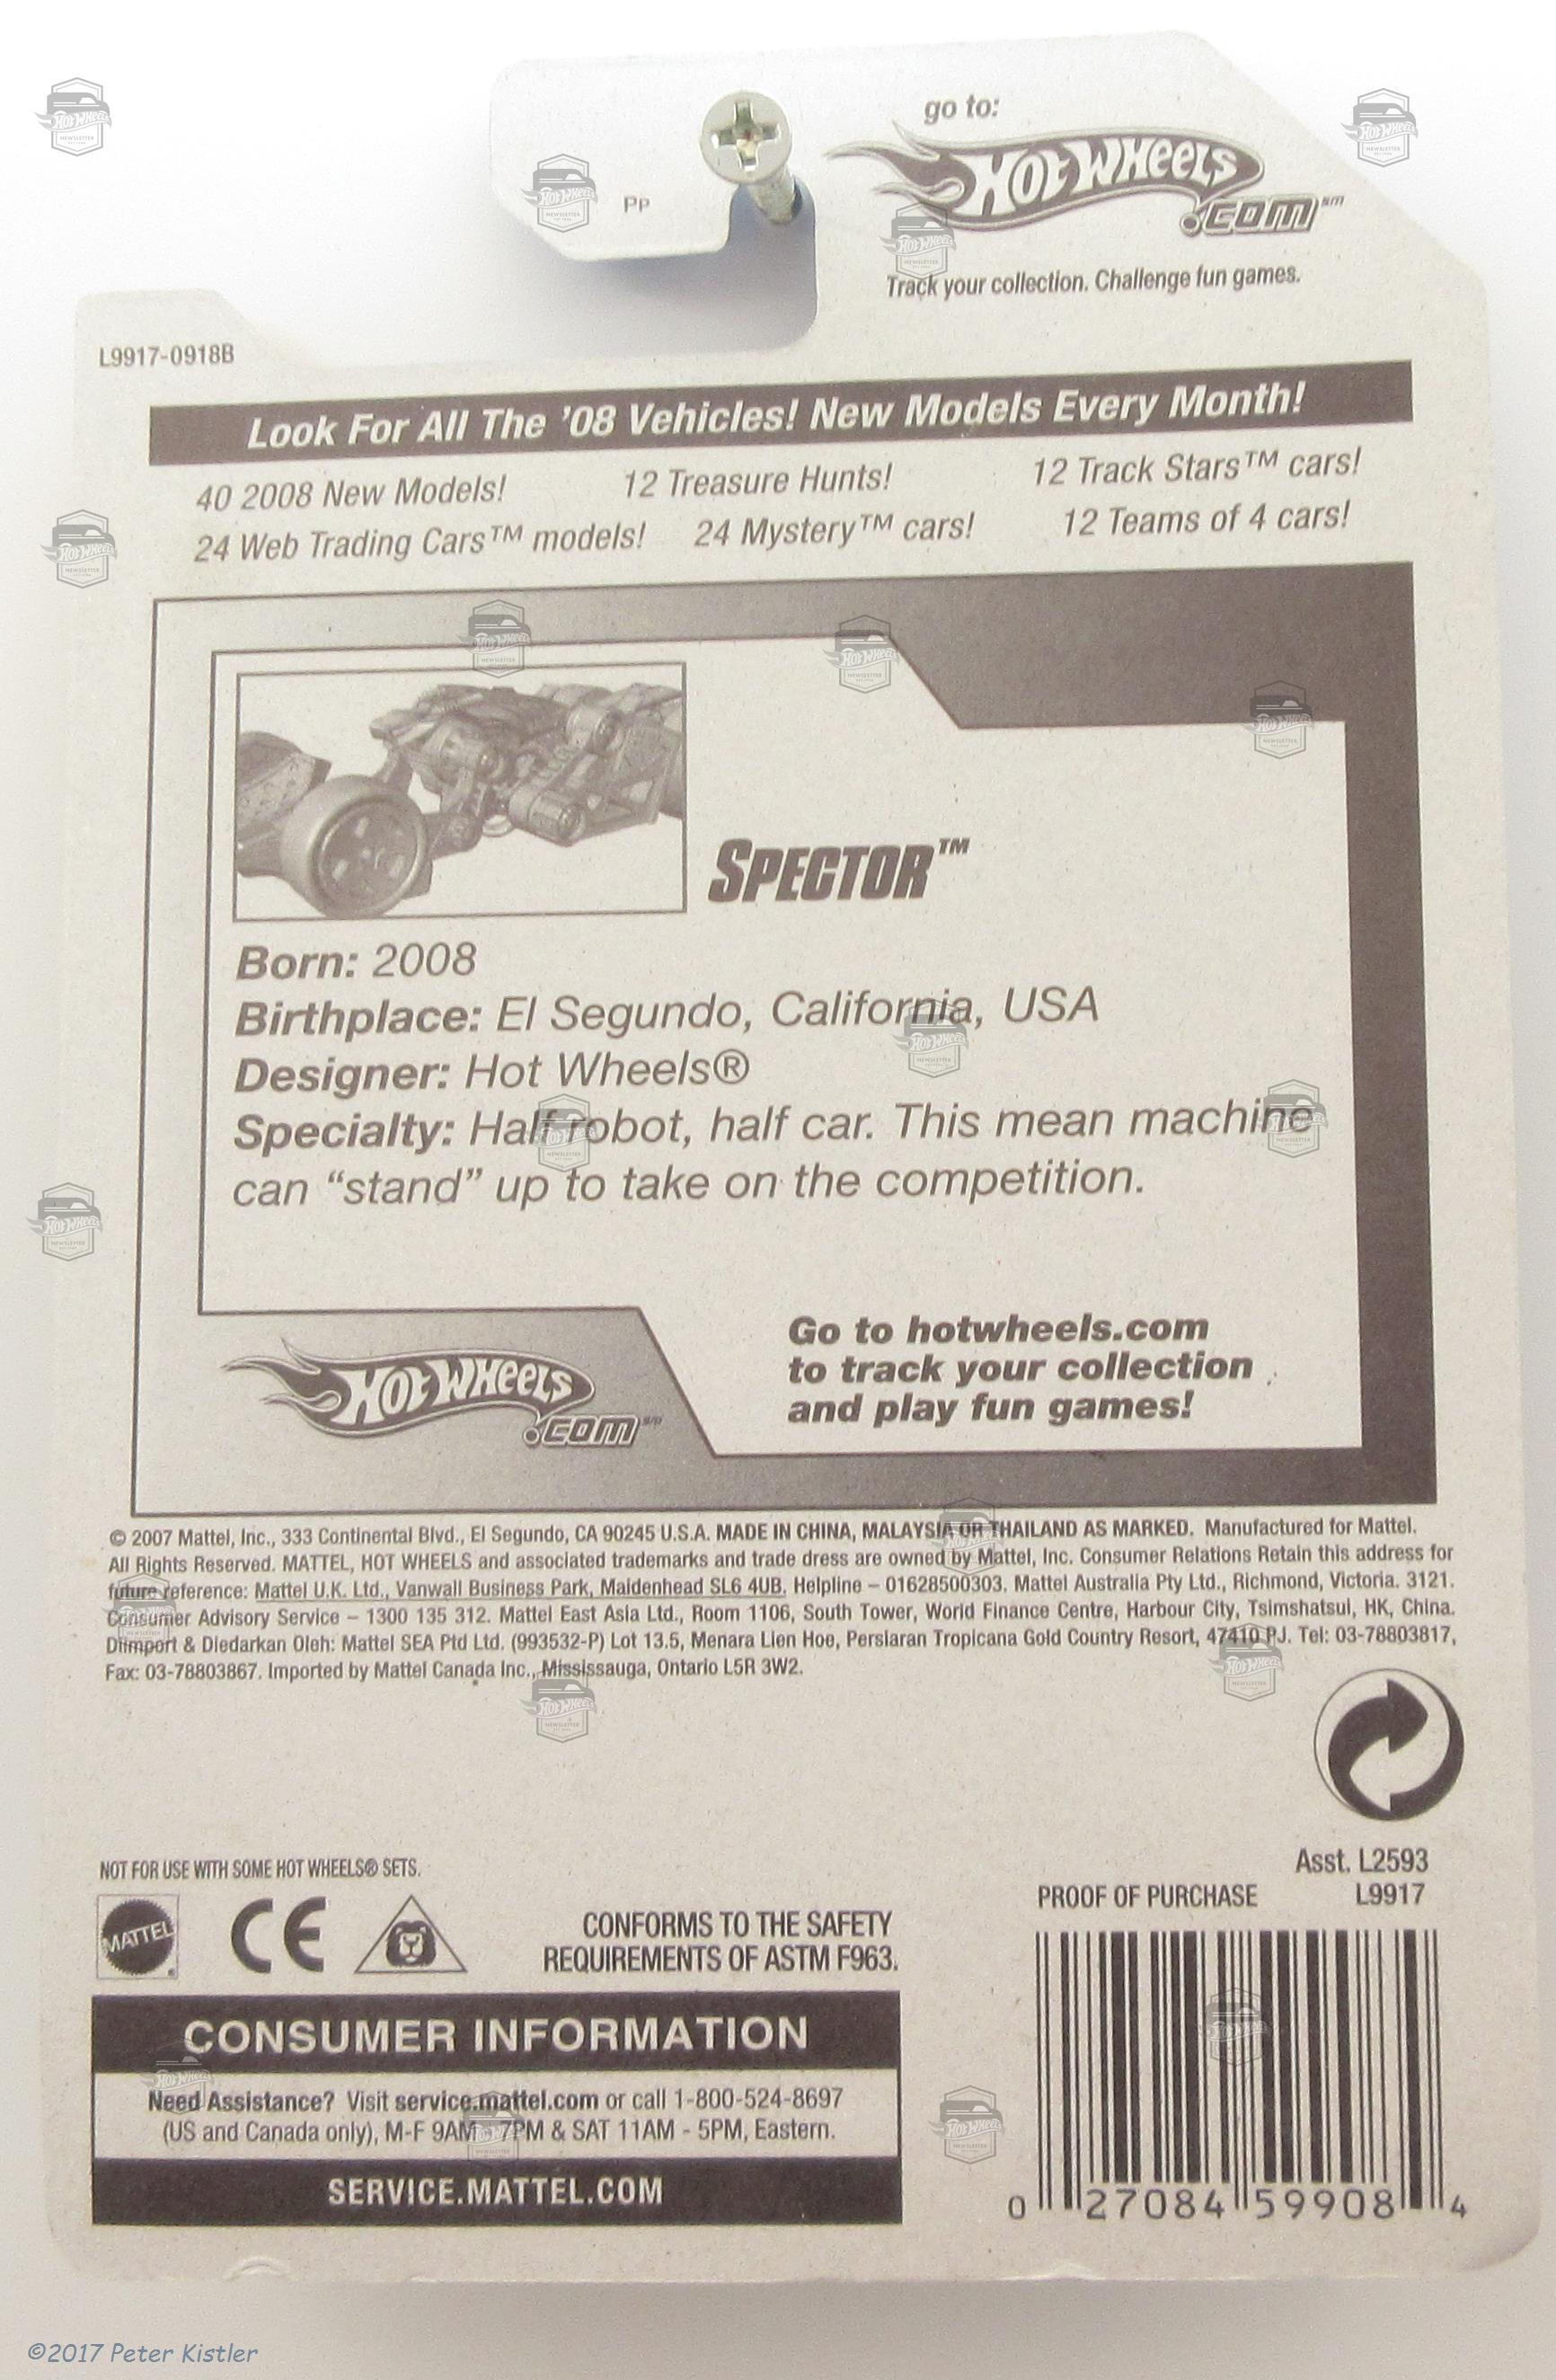 go to:
Hot Wheels
.com℠
Track your collection. Challenge fun games.
Pp
L9917-0918B
Look For All The '08 Vehicles! New Models Every Month!
40 2008 New Models! 12 Treasure Hunts! 12 Track Stars™ cars!
24 Web Trading Cars™ models! 24 Mystery™ cars! 12 Teams of 4 cars!
SPECTOR™
Born: 2008
Birthplace: El Segundo, California, USA
Designer: Hot Wheels®
Specialty: Half robot, half car. This mean machine
can “stand” up to take on the competition.
Hot Wheels
.com℠
Go to hotwheels.com
to track your collection
and play fun games!
© 2007 Mattel, Inc., 333 Continental Blvd., El Segundo, CA 90245 U.S.A. MADE IN CHINA, MALAYSIA OR THAILAND AS MARKED. Manufactured for Mattel.
All Rights Reserved. MATTEL, HOT WHEELS and associated trademarks and trade dress are owned by Mattel, Inc. Consumer Relations Retain this address for
future reference: Mattel U.K. Ltd., Vanwall Business Park, Maidenhead SL6 4UB. Helpline – 01628500303. Mattel Australia Pty Ltd., Richmond, Victoria. 3121.
Consumer Advisory Service – 1300 135 312. Mattel East Asia Ltd., Room 1106, South Tower, World Finance Centre, Harbour City, Tsimshatsui, HK, China.
Diimport & Diedarkan Oleh: Mattel SEA Ptd Ltd. (993532-P) Lot 13.5, Menara Lien Hoe, Persiaran Tropicana Gold Country Resort, 47410 PJ. Tel: 03-78803817,
Fax: 03-78803867. Imported by Mattel Canada Inc., Mississauga, Ontario L5R 3W2.
NOT FOR USE WITH SOME HOT WHEELS® SETS.
MATTEL ®
CE
CONFORMS TO THE SAFETY
REQUIREMENTS OF ASTM F963.
Asst. L2593
PROOF OF PURCHASE L9917
CONSUMER INFORMATION
Need Assistance? Visit service.mattel.com or call 1-800-524-8697
(US and Canada only), M-F 9AM - 7PM & SAT 11AM - 5PM, Eastern.
SERVICE.MATTEL.COM
0 27084 59908 4
©2017 Peter Kistler